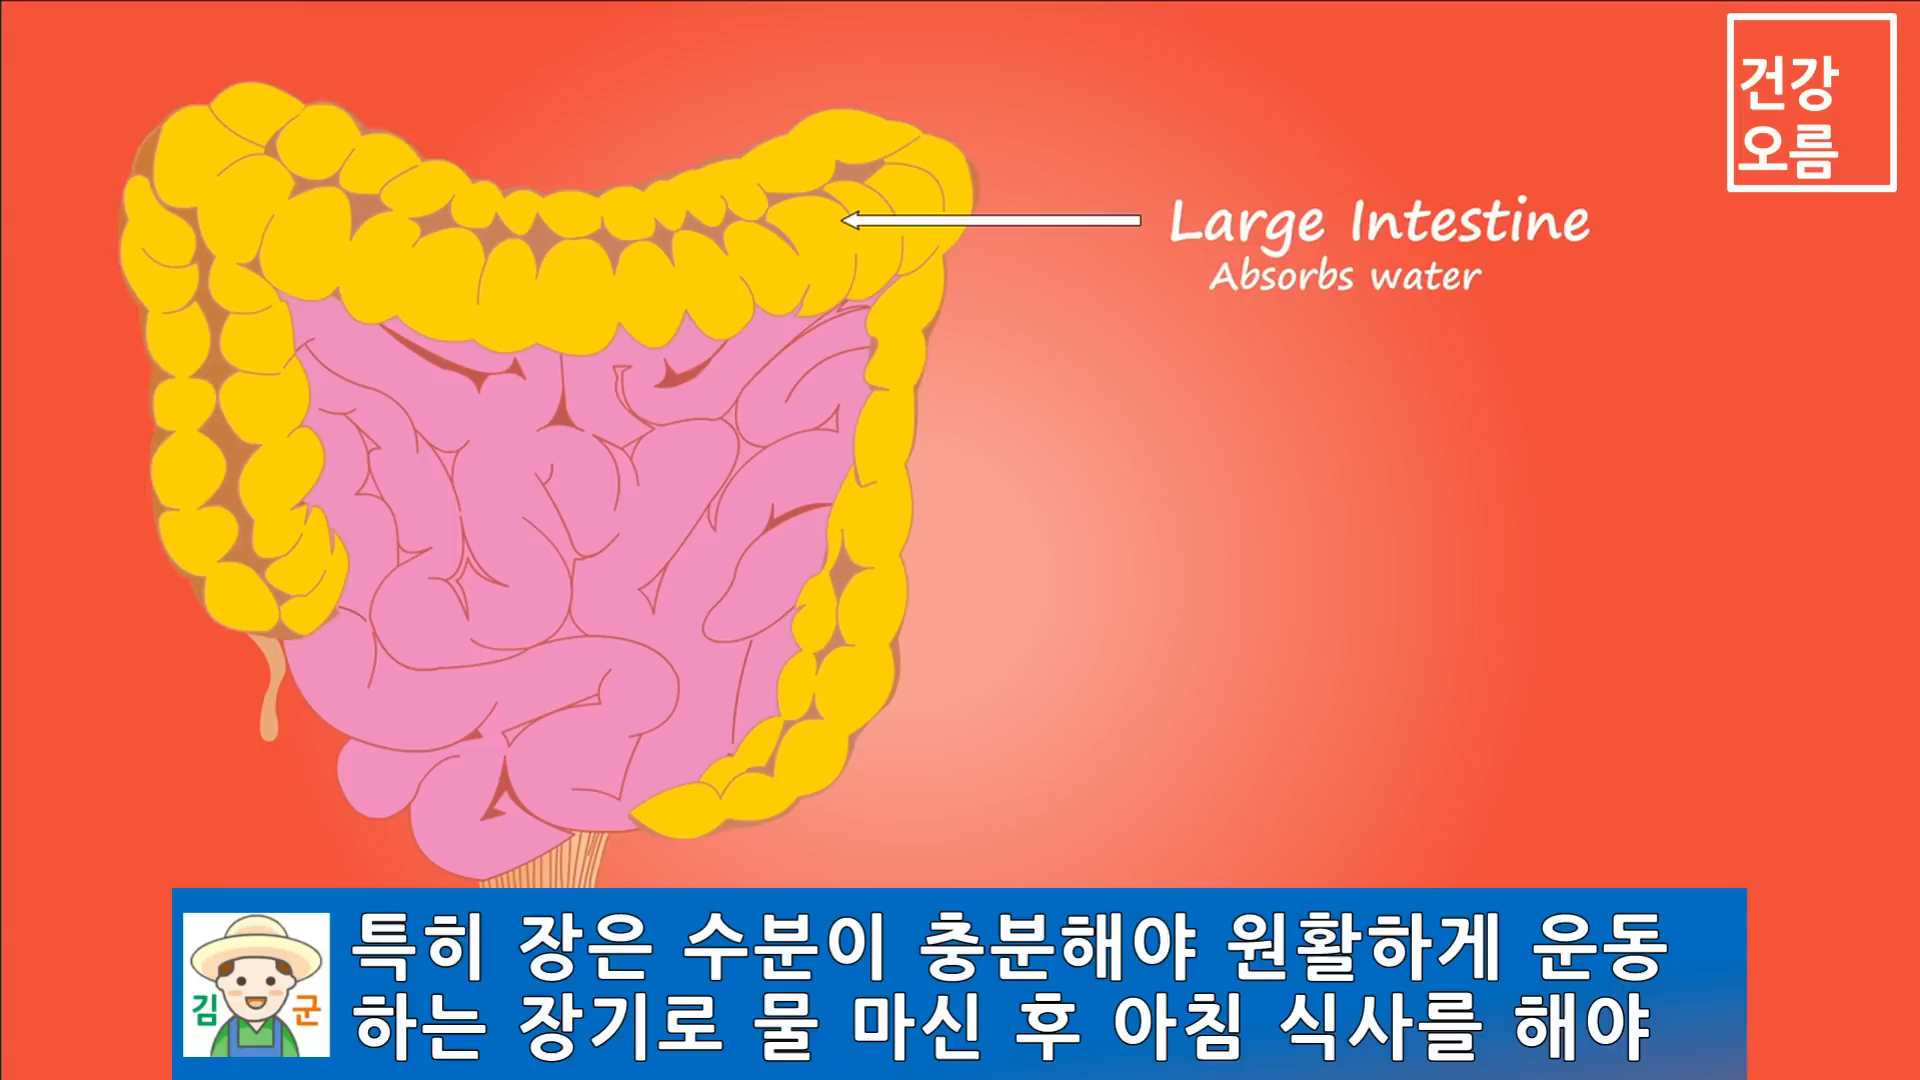 건강
오름
Large Intestine
Absorbs water
특히 장은 수분이 충분해야 원활하게 운동
하는 장기로 물 마신 후 아침 식사를 해야
김 군